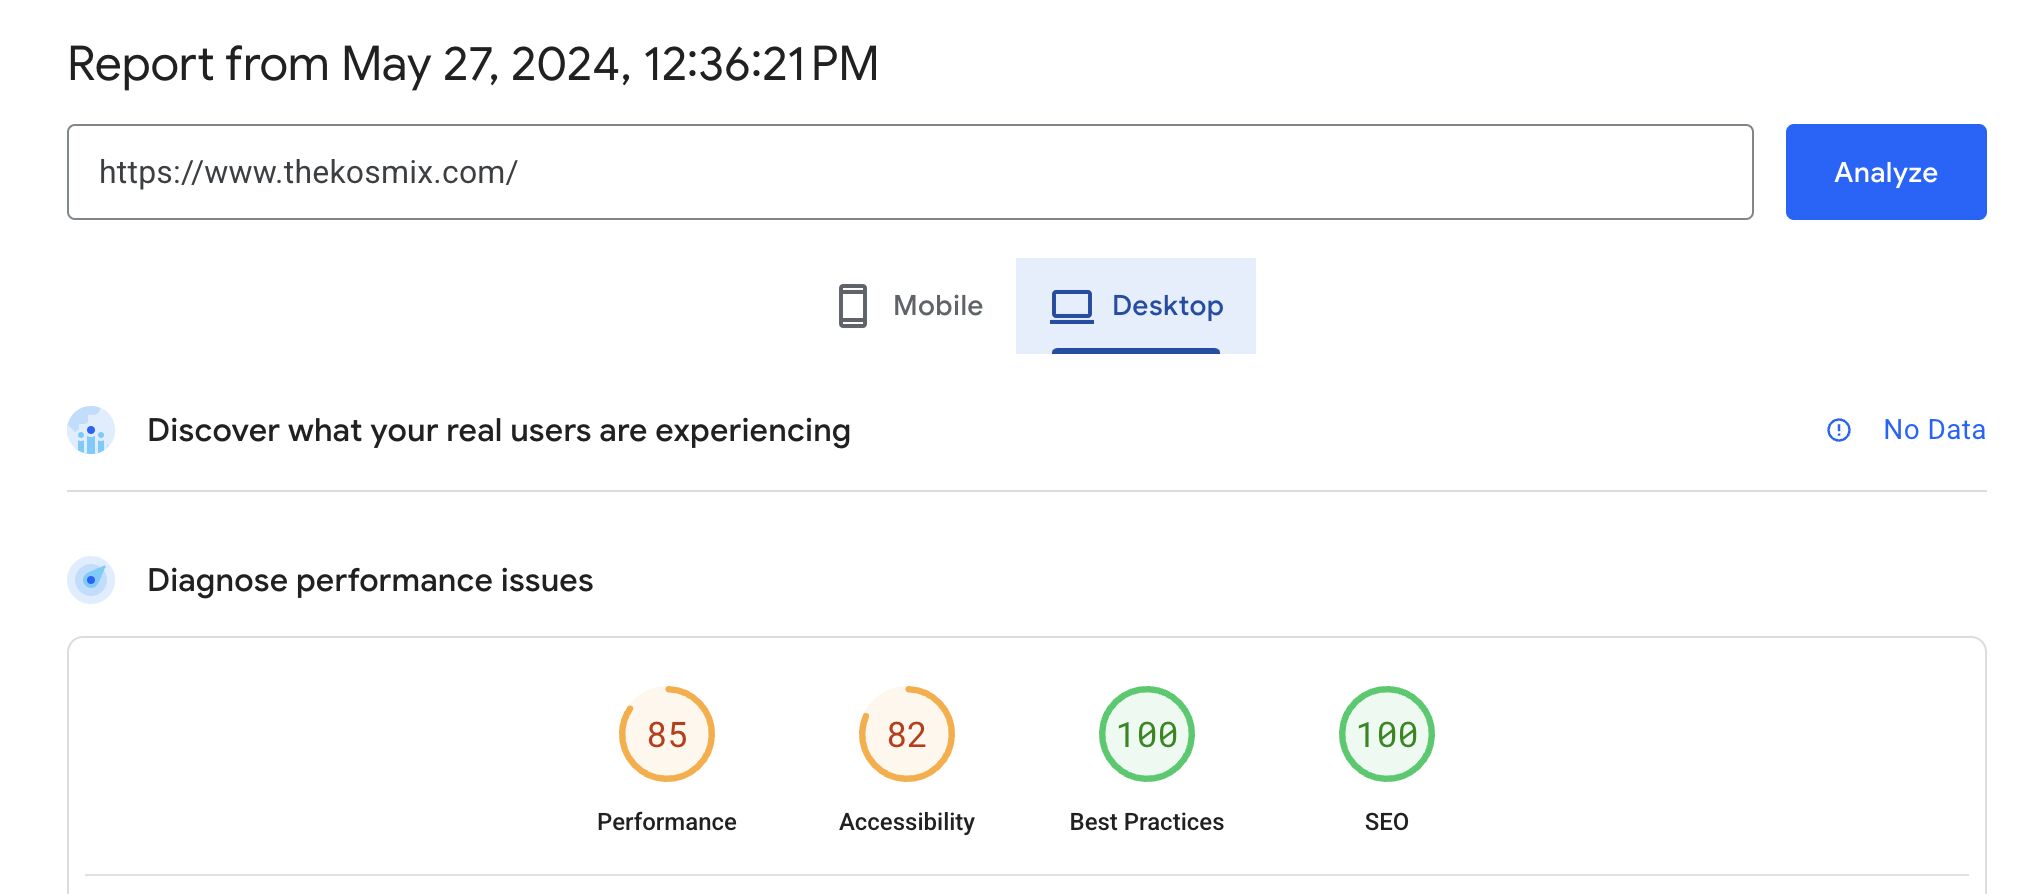 Report from May 27, 2024, 12:36:21 PM
https://www.thekosmix.com/
Analyze
Mobile
Desktop
Discover what your real users are experiencing
No Data
Diagnose performance issues
85
82
100
100
Performance
Accessibility
Best Practices
SEO